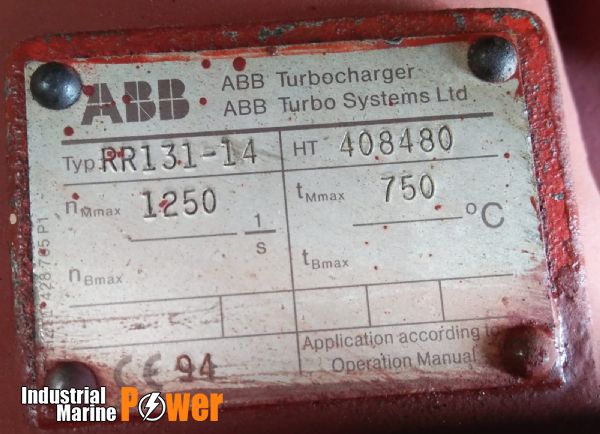 ABB
ABB Turbocharger
ABB Turbo Systems Ltd
Typ RR131-14 HT 408480
nMmax 1250 tMmax 750
1/s °C
nBmax tBmax
Application according to
Operation Manual
CE 94
Industrial
Marine Power